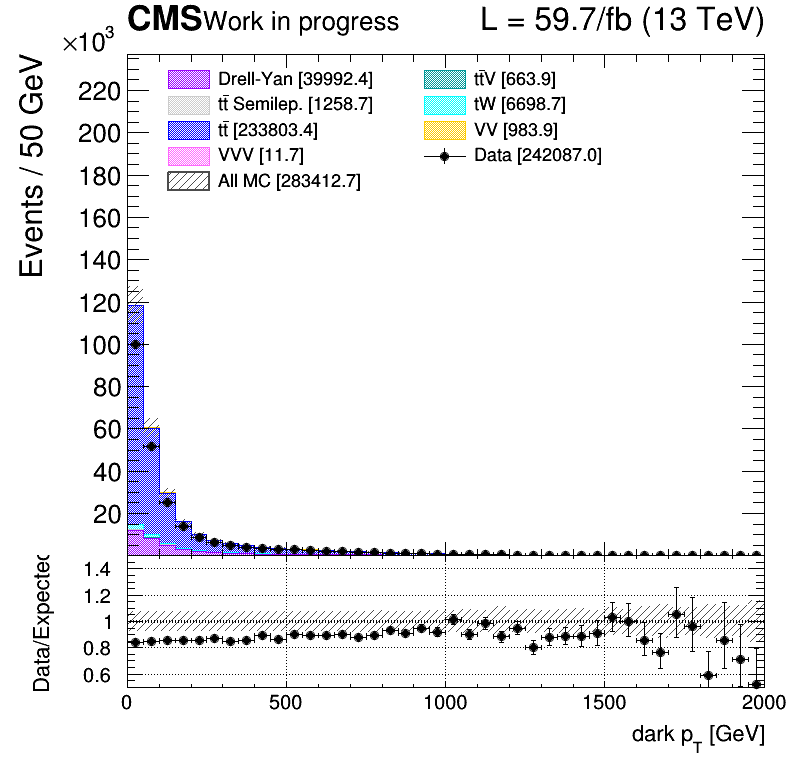 CMS Work in progress L = 59.7/fb (13 TeV)
×10³
Events / 50 GeV
Drell-Yan [39992.4]
tt̄ Semilep. [1258.7]
tt̄ [233803.4]
VVV [11.7]
All MC [283412.7]
tt̄V [663.9]
tW [6698.7]
VV [983.9]
Data [242087.0]
220
200
180
160
140
120
100
80
60
40
20
Data/Expected
1.4
1.2
1
0.8
0.6
0 500 1000 1500 2000
dark p_T [GeV]